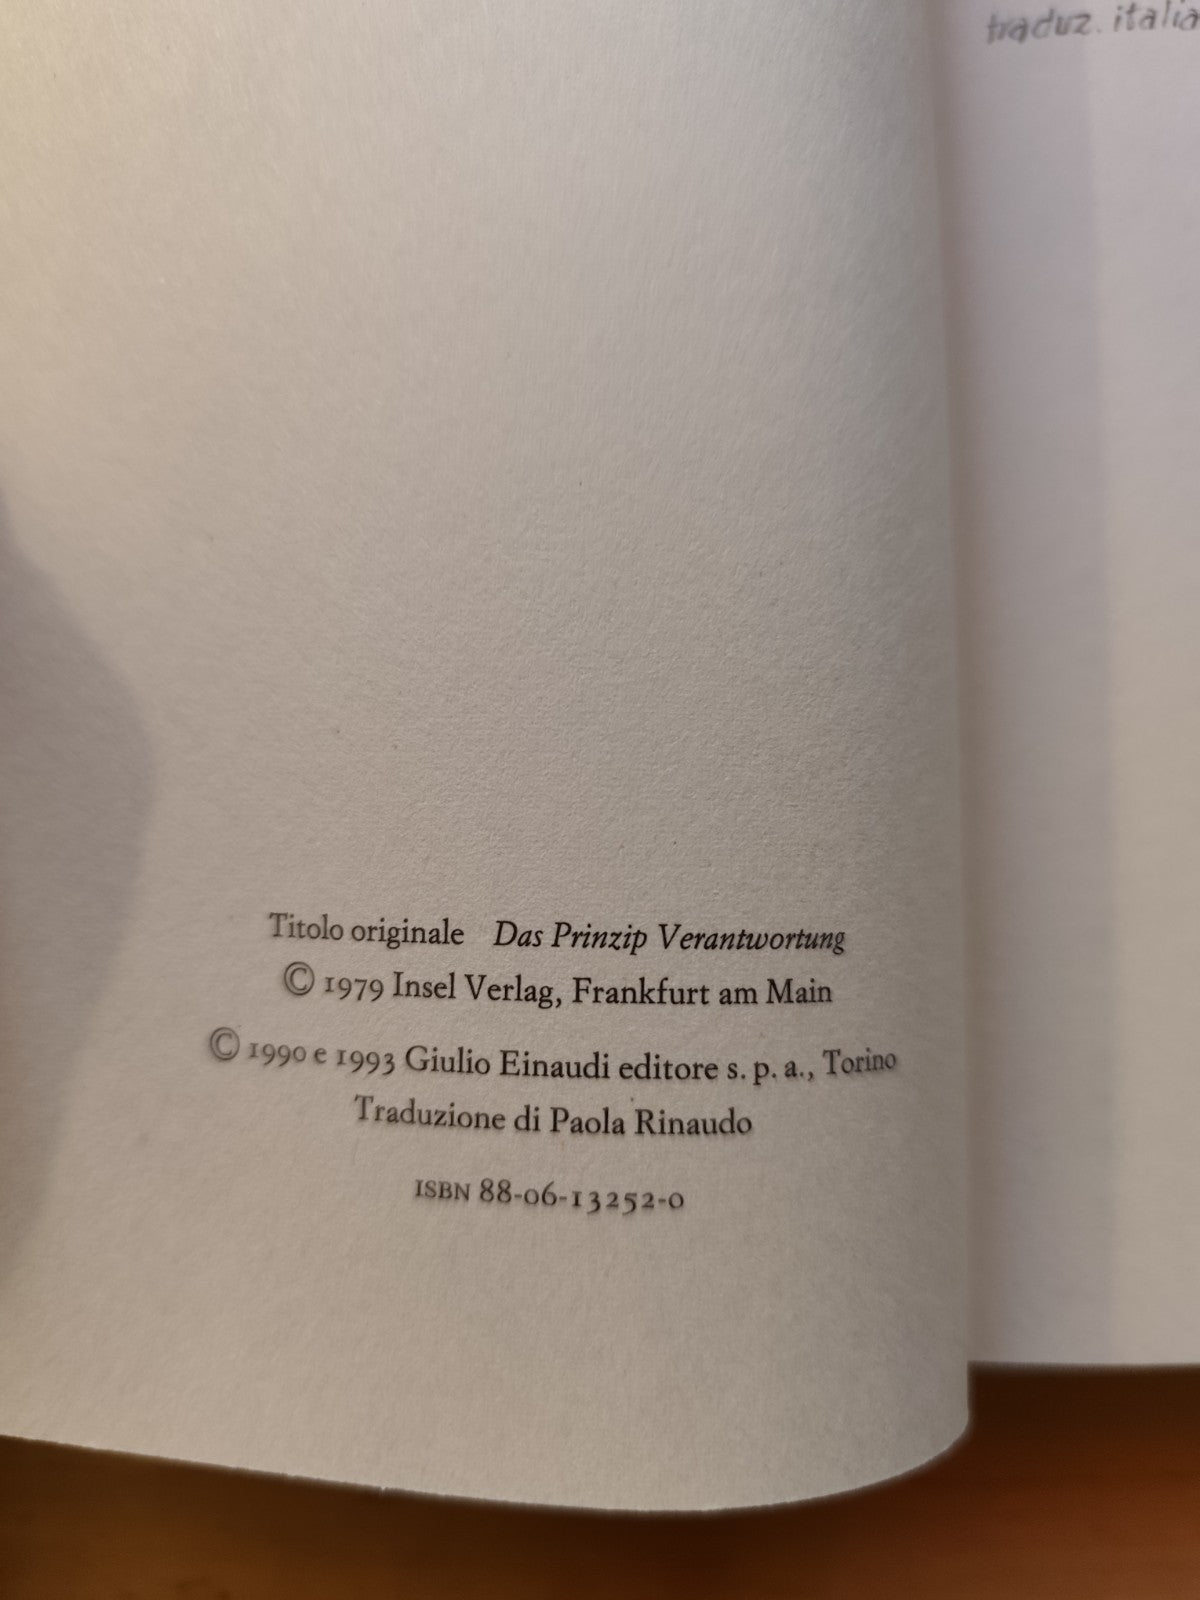 traduz. italia
Titolo originale Das Prinzip Verantwortung
© 1979 Insel Verlag, Frankfurt am Main
© 1990 e 1993 Giulio Einaudi editore s. p. a., Torino
Traduzione di Paola Rinaudo
ISBN 88-06-13252-0